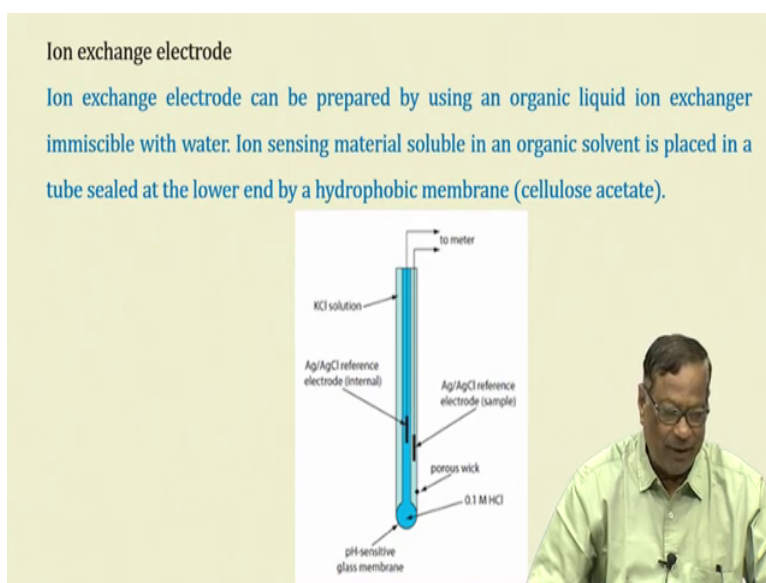 Ion exchange electrode
Ion exchange electrode can be prepared by using an organic liquid ion exchanger
immiscible with water. Ion sensing material soluble in an organic solvent is placed in a
tube sealed at the lower end by a hydrophobic membrane (cellulose acetate).
to meter
KCl solution
Ag/AgCl reference
electrode (internal)
Ag/AgCl reference
electrode (sample)
porous wick
0.1 M HCl
pH-sensitive
glass membrane